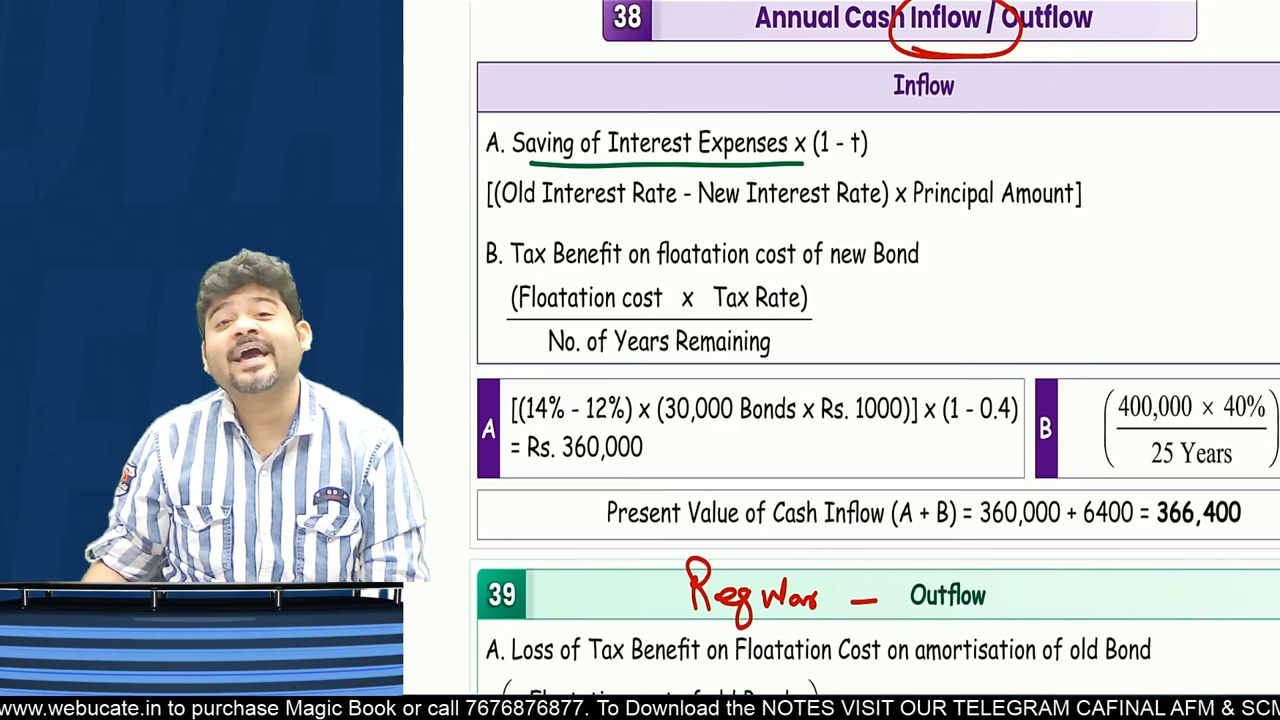 38 Annual Cash Inflow / Outflow
Inflow
A. Saving of Interest Expenses x (1 - t)
[(Old Interest Rate - New Interest Rate) x Principal Amount]
B. Tax Benefit on floatation cost of new Bond
(Floatation cost x Tax Rate)
No. of Years Remaining
A [(14% - 12%) x (30,000 Bonds x Rs. 1000)] x (1 - 0.4)
= Rs. 360,000
B (400,000 × 40%
25 Years)
Present Value of Cash Inflow (A + B) = 360,000 + 6400 = 366,400
39 Regular - Outflow
A. Loss of Tax Benefit on Floatation Cost on amortisation of old Bond
www.webucate.in to purchase Magic Book or call 7676876877. To Download the NOTES VISIT OUR TELEGRAM CAFINAL AFM & SCM